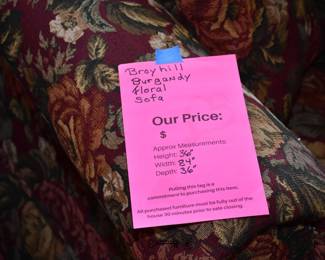 Broyhill
Burgandy
floral
Sofa
Our Price:
$
Approx Measurements:
Height: 36"
Width: 84"
Depth: 36"
Putting this tag is a
commitment to purchasing this item.
All purchased furniture must be fully out of the
house 30 minutes prior to sale closing.